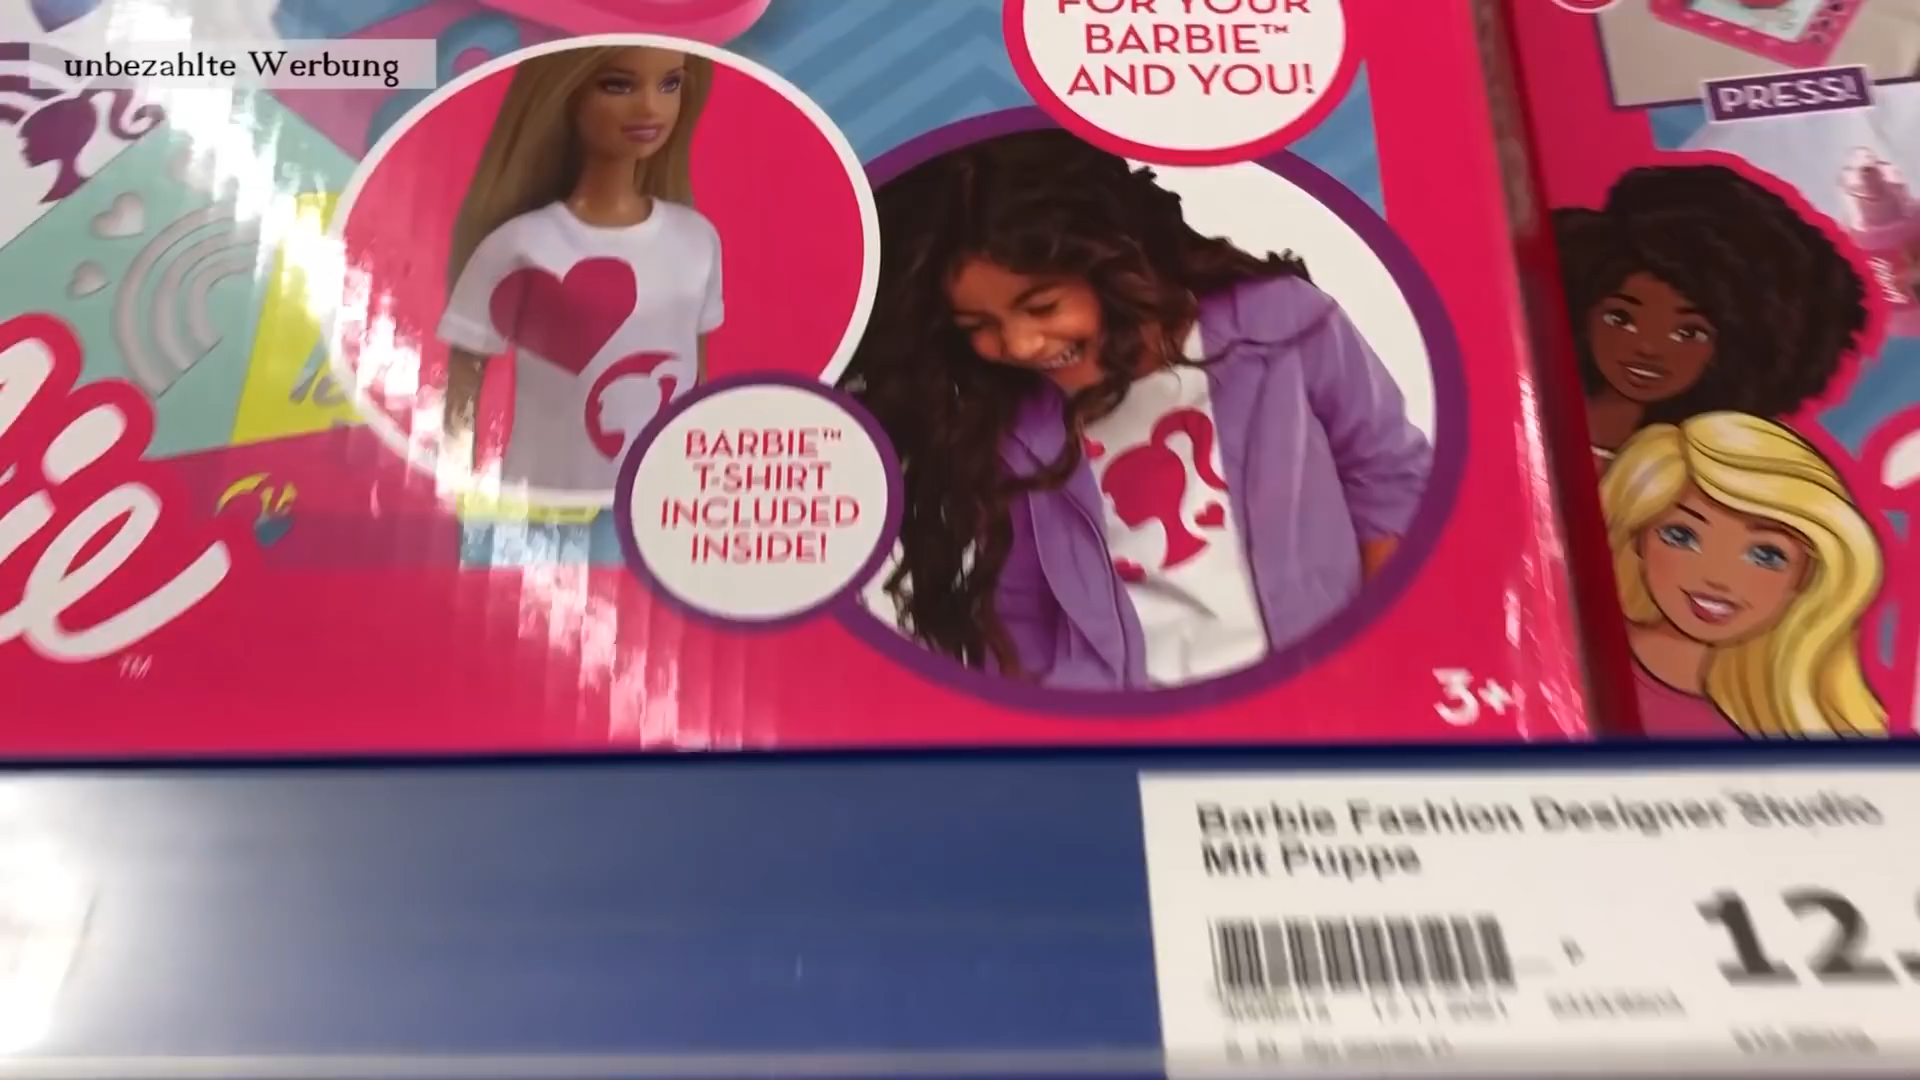 unbezahlte Werbung
FOR YOUR
BARBIE™
AND YOU!
PRESS!
BARBIE™
T-SHIRT
INCLUDED
INSIDE!
TM
3+
Barbie Fashion Designer Studio
Mit Puppe
12.